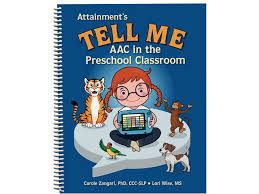 Attainment's
TELL ME
AAC in the
Preschool Classroom
Carole Zangari, PhD, CCC-SLP • Lori Wise, MS